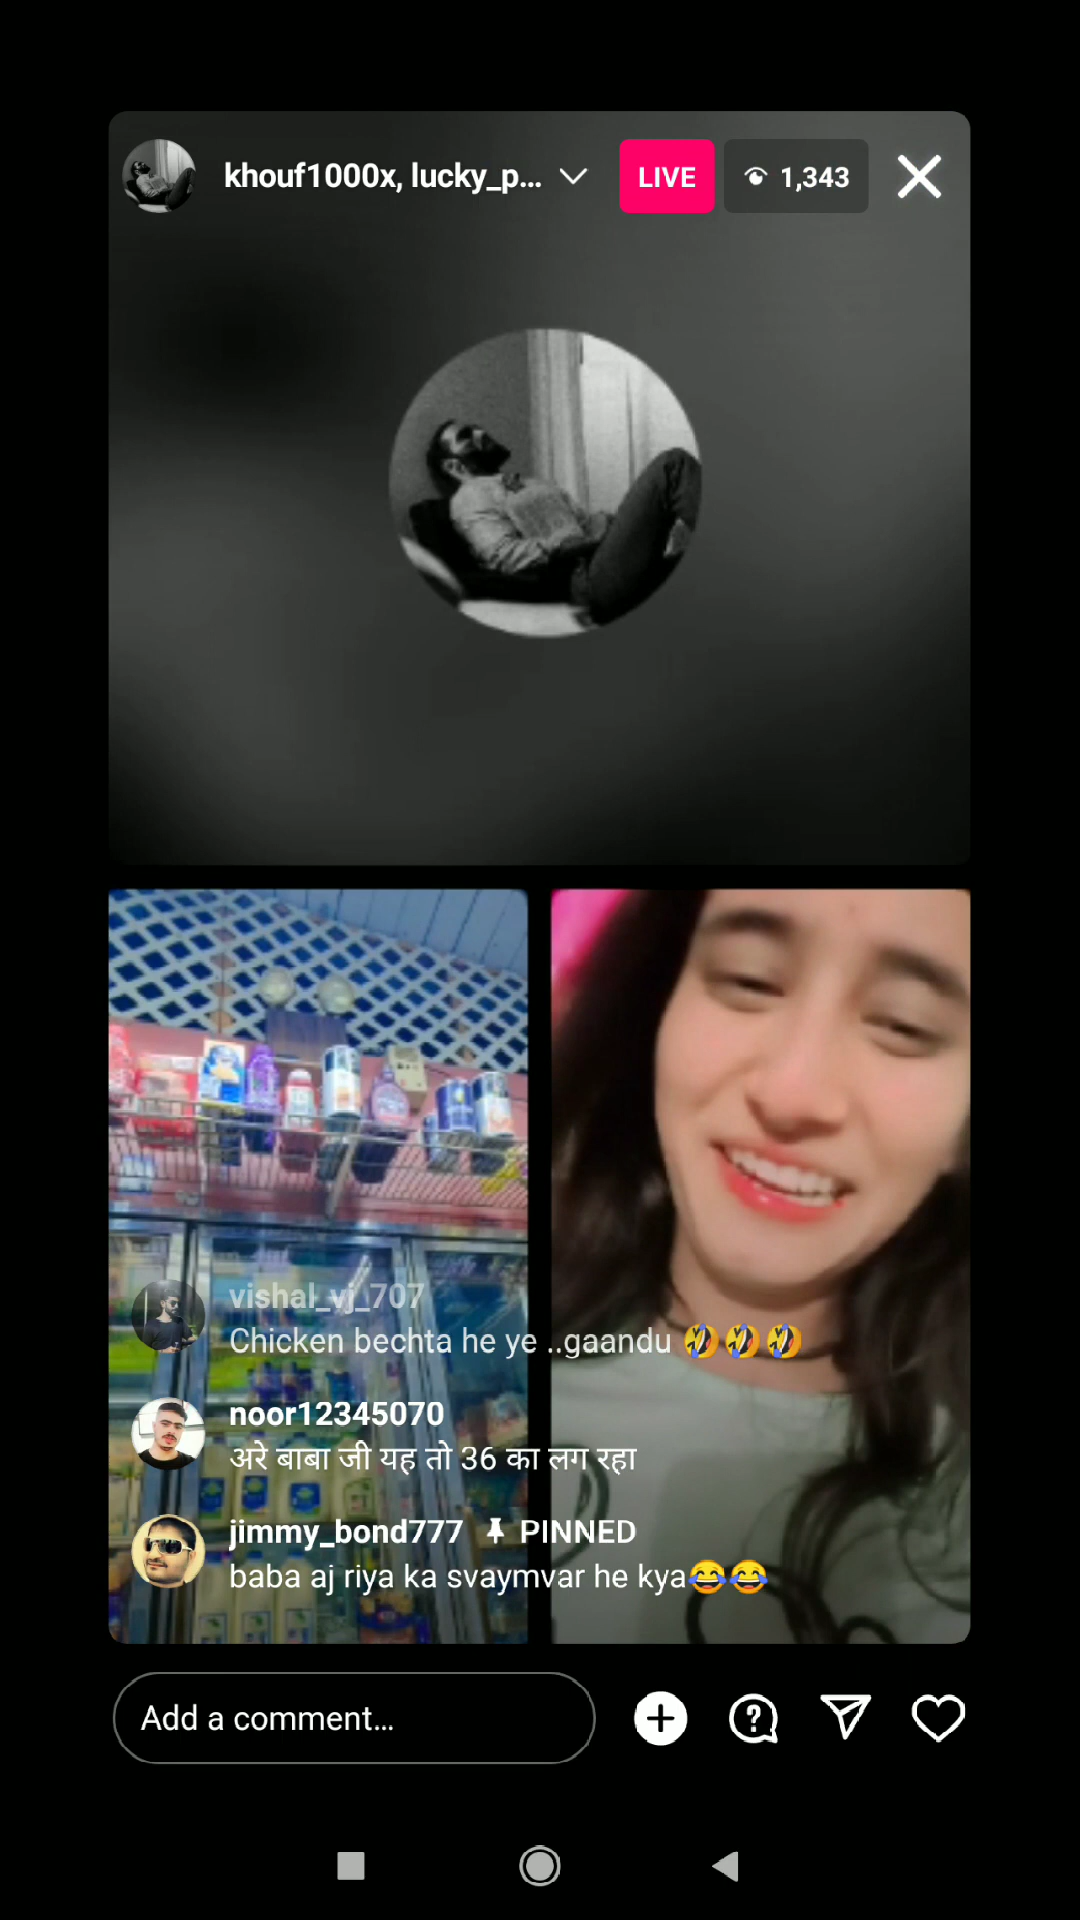 khouf1000x, lucky_p...
LIVE
1,343
vishal_vj_707
Chicken bechta he ye ..gaandu 🤣🤣🤣
noor12345070
अरे बाबा जी यह तो 36 का लग रहा
jimmy_bond777 📌 PINNED
baba aj riya ka svaymvar he kya😂😂
Add a comment...